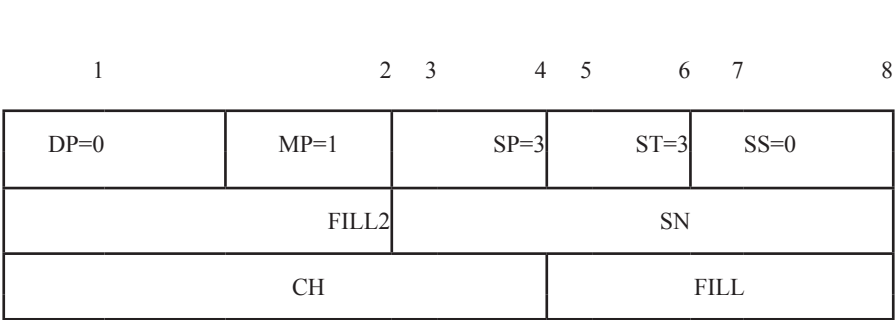 1 2 3 4 5 6 7 8
DP=0 MP=1 SP=3 ST=3 SS=0
FILL2 SN
CH FILL